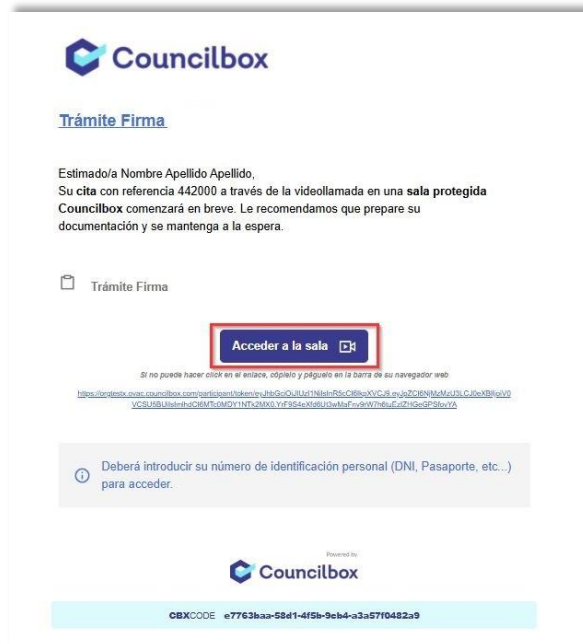 Councilbox
Trámite Firma
Estimado/a Nombre Apellido Apellido,
Su cita con referencia 442000 a través de la videollamada en una sala protegida
Councilbox comenzará en breve. Le recomendamos que prepare su
documentación y se mantenga a la espera.
Trámite Firma
Acceder a la sala
Si no puede hacer click en el enlace, cópielo y péguelo en la barra de su navegador web
Deberá introducir su número de identificación personal (DNI, Pasaporte, etc...)
para acceder.
Powered by
Councilbox
CBXCODE e7763baa-58d1-4f5b-9eb4-a3a57f0482a9